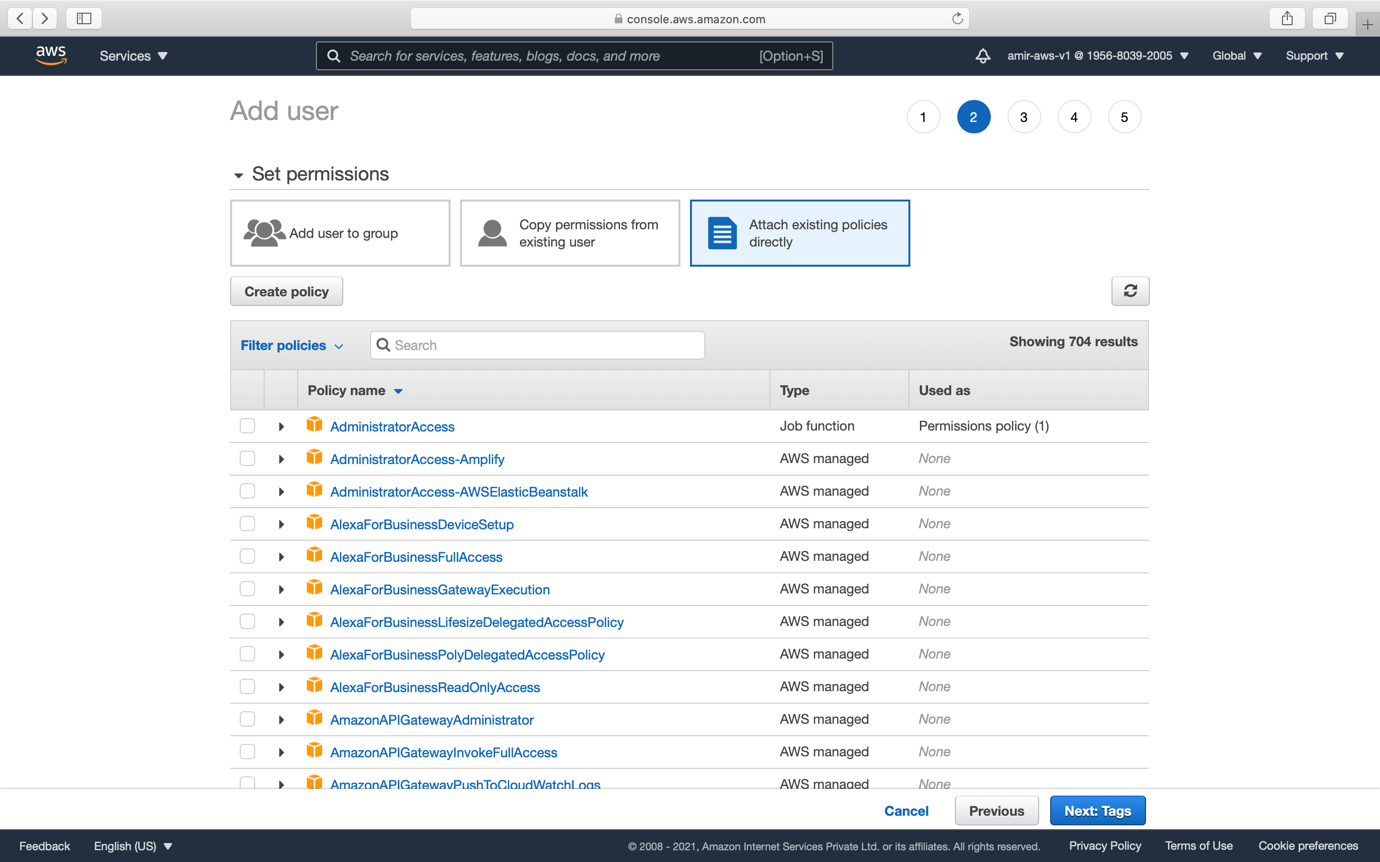 console.aws.amazon.com
aws Services Search for services, features, blogs, docs, and more [Option+S] amir-aws-v1 @ 1956-8039-2005 Global Support
Add user 1 2 3 4 5
Set permissions
Add user to group
Copy permissions from
existing user
Attach existing policies
directly
Create policy
Filter policies Search Showing 704 results
Policy name Type Used as
AdministratorAccess Job function Permissions policy (1)
AdministratorAccess-Amplify AWS managed None
AdministratorAccess-AWSElasticBeanstalk AWS managed None
AlexaForBusinessDeviceSetup AWS managed None
AlexaForBusinessFullAccess AWS managed None
AlexaForBusinessGatewayExecution AWS managed None
AlexaForBusinessLifesizeDelegatedAccessPolicy AWS managed None
AlexaForBusinessPolyDelegatedAccessPolicy AWS managed None
AlexaForBusinessReadOnlyAccess AWS managed None
AmazonAPIGatewayAdministrator AWS managed None
AmazonAPIGatewayInvokeFullAccess AWS managed None
AmazonAPIGatewayPushToCloudWatchLogs AWS managed None
Cancel Previous Next: Tags
Feedback English (US) © 2008 - 2021, Amazon Internet Services Private Ltd. or its affiliates. All rights reserved. Privacy Policy Terms of Use Cookie preferences